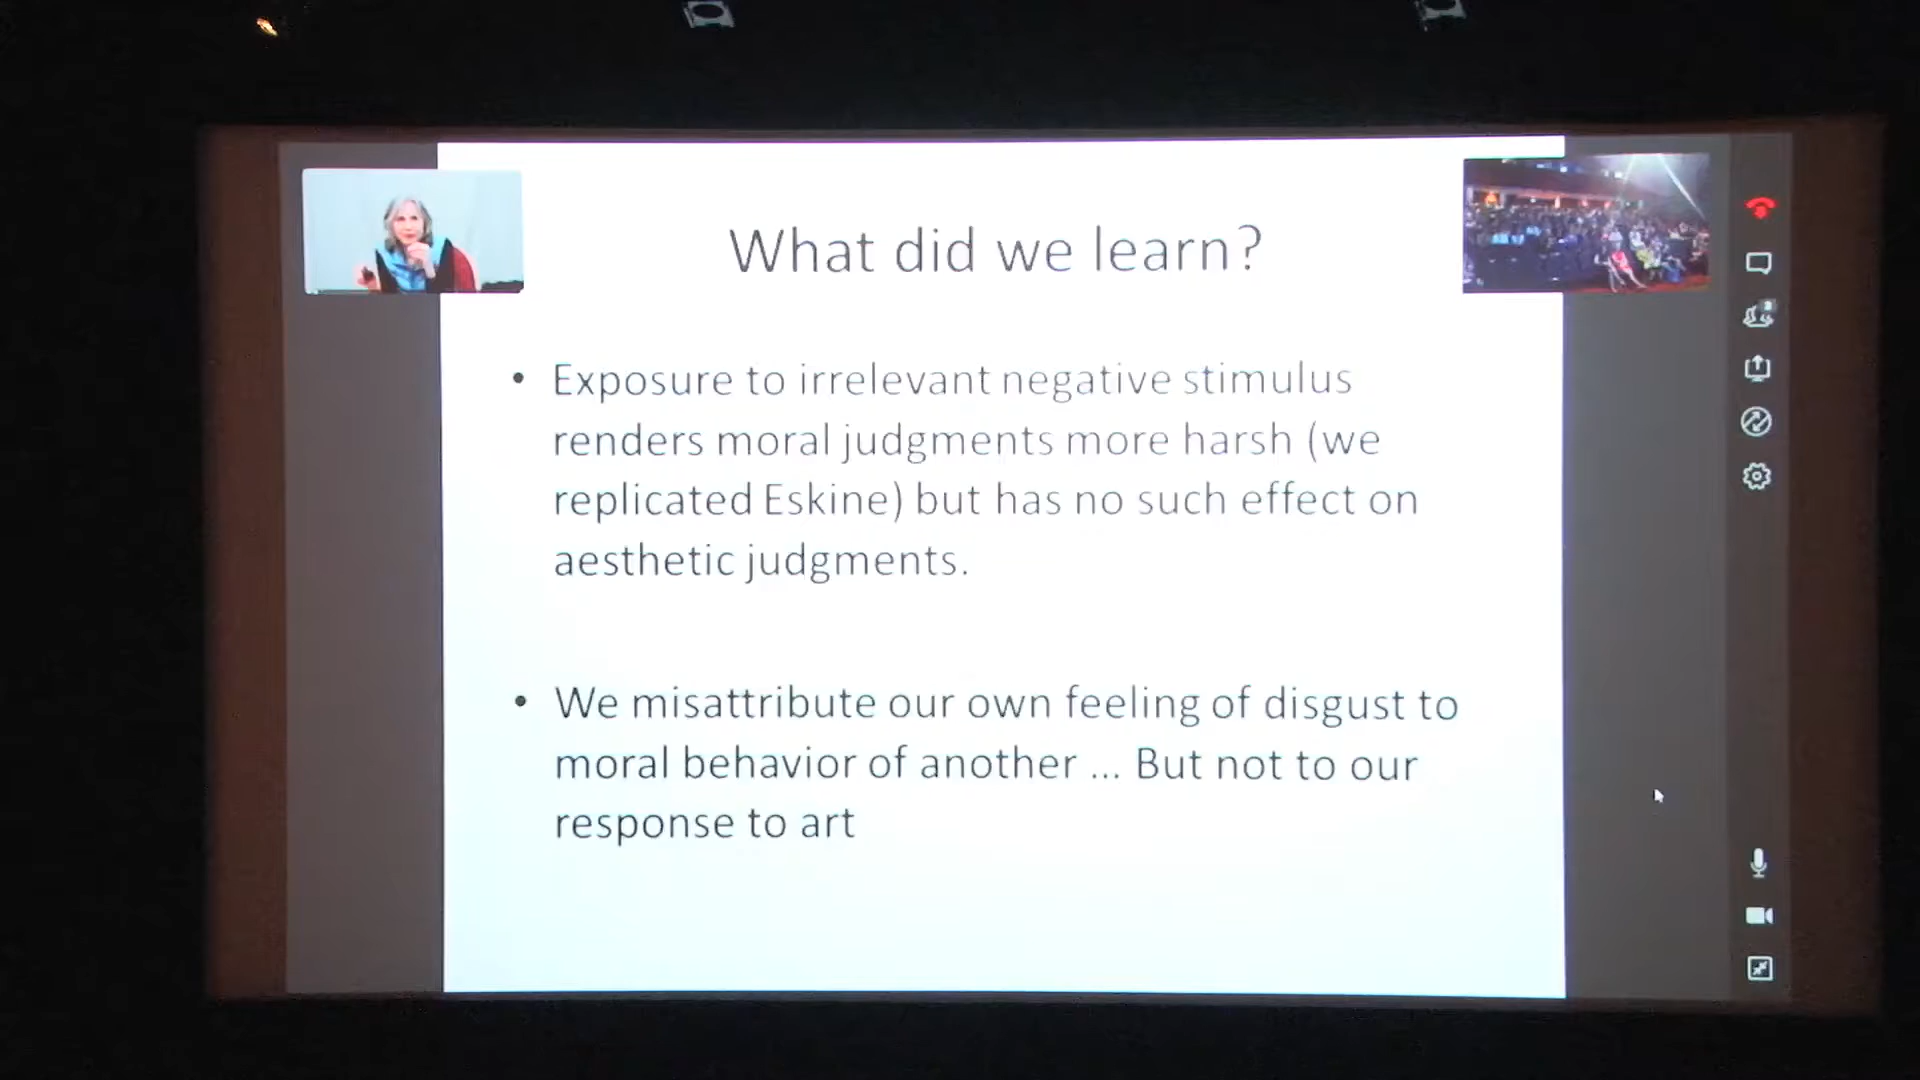 What did we learn?
• Exposure to irrelevant negative stimulus
renders moral judgments more harsh (we
replicated Eskine) but has no such effect on
aesthetic judgments.
• We misattribute our own feeling of disgust to
moral behavior of another ... But not to our
response to art